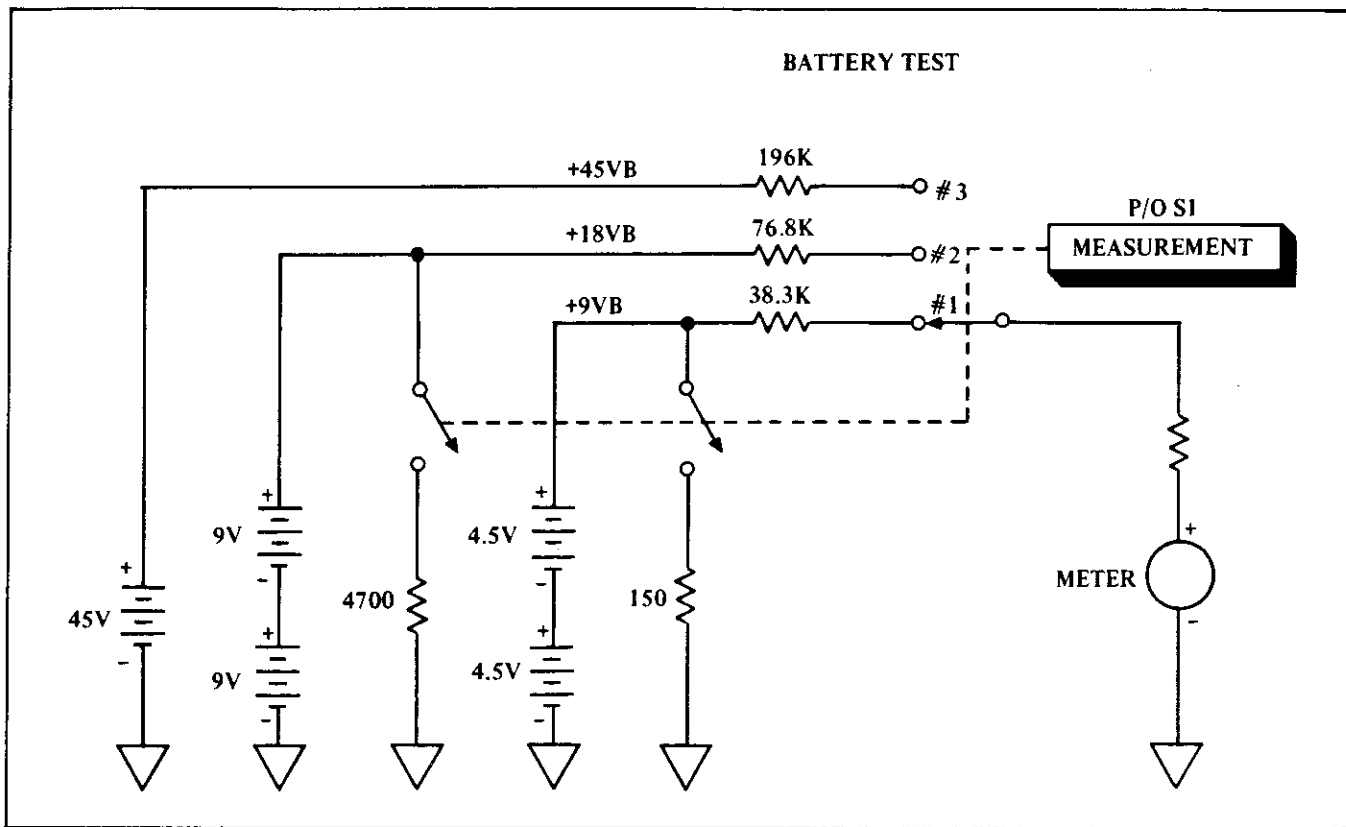 BATTERY TEST
196K
+45VB
#3
P/O S1
76.8K
+18VB
#2
MEASUREMENT
38.3K
+9VB
#1
+
9V
-
+
4.5V
-
+
METER
-
+
45V
-
4700
150
+
9V
-
+
4.5V
-